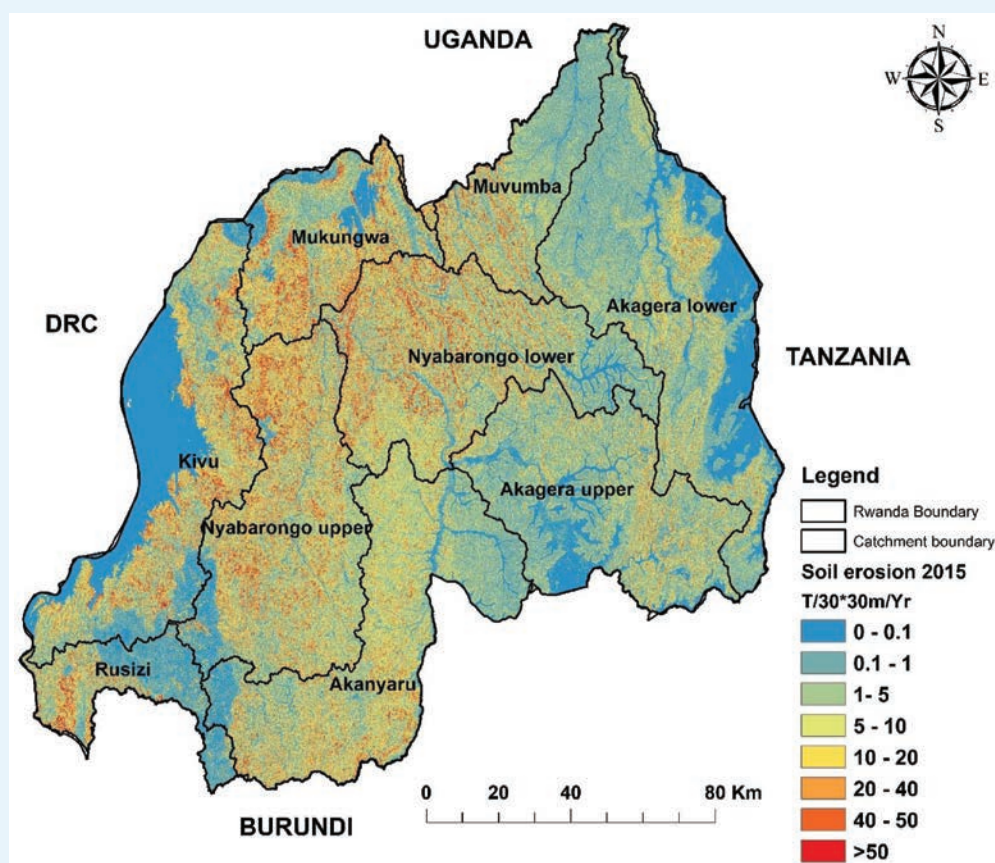 UGANDA
N
W E
S
Muvumba
Mukungwa
DRC
Akagera lower
Nyabarongo lower
TANZANIA
Kivu
Akagera upper
Nyabarongo upper
Rusizi
Akanyaru
BURUNDI
0 20 40 80 Km
Legend
Rwanda Boundary
Catchment boundary
Soil erosion 2015
T/30*30m/Yr
0 - 0.1
0.1 - 1
1- 5
5 - 10
10 - 20
20 - 40
40 - 50
>50